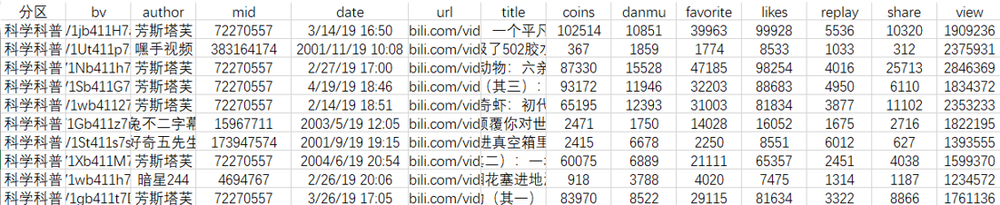 分区 bv author mid date url title coins danmu favorite likes replay share view
科学科普 /1jb411H7 芳斯塔芙 72270557 3/14/19 16:50 bili.com/vid 一个平凡 102514 10851 39963 99928 5536 10320 1909236
科学科普 /1Ut411p7 嘿手视频 383164174 2001/11/19 10:08 bili.com/vid 了502胶水 367 1859 1774 8533 1033 312 2375931
科学科普 1Nb411h7 芳斯塔芙 72270557 2/27/19 17:00 bili.com/vid 动物：六亲 87330 15528 47185 98254 4016 25713 2846369
科学科普 /1Sb411G7 芳斯塔芙 72270557 4/19/19 18:46 bili.com/vid （其三）： 93172 11946 32203 88683 4950 6110 1834372
科学科普 /1wb41127 芳斯塔芙 72270557 2/14/19 18:51 bili.com/vid 奇虾：初代 65195 12393 31003 81834 3877 11102 2353233
科学科普 1Gb411z7 兔不二字幕 15967711 2003/5/19 12:05 bili.com/vid 颠覆你对世 2471 1750 14028 16052 1675 2716 1822195
科学科普 /1St411s7s 好奇五先生 173947574 2001/9/19 19:15 bili.com/vid 进真空箱里 2415 6678 2250 8551 6012 627 1393555
科学科普 1Xb411M7 芳斯塔芙 72270557 2004/6/19 20:54 bili.com/vid 二）：一 60075 6889 21111 65357 2451 4038 1599370
科学科普 /1wb411h7 暗星244 4694767 2/26/19 20:06 bili.com/vid 花塞进地 918 3788 4020 7475 1314 1187 1234572
科学科普 /1gb411t7 芳斯塔芙 72270557 3/26/19 17:05 bili.com/vid （其一） 83970 8522 29115 81634 3322 8866 1761136